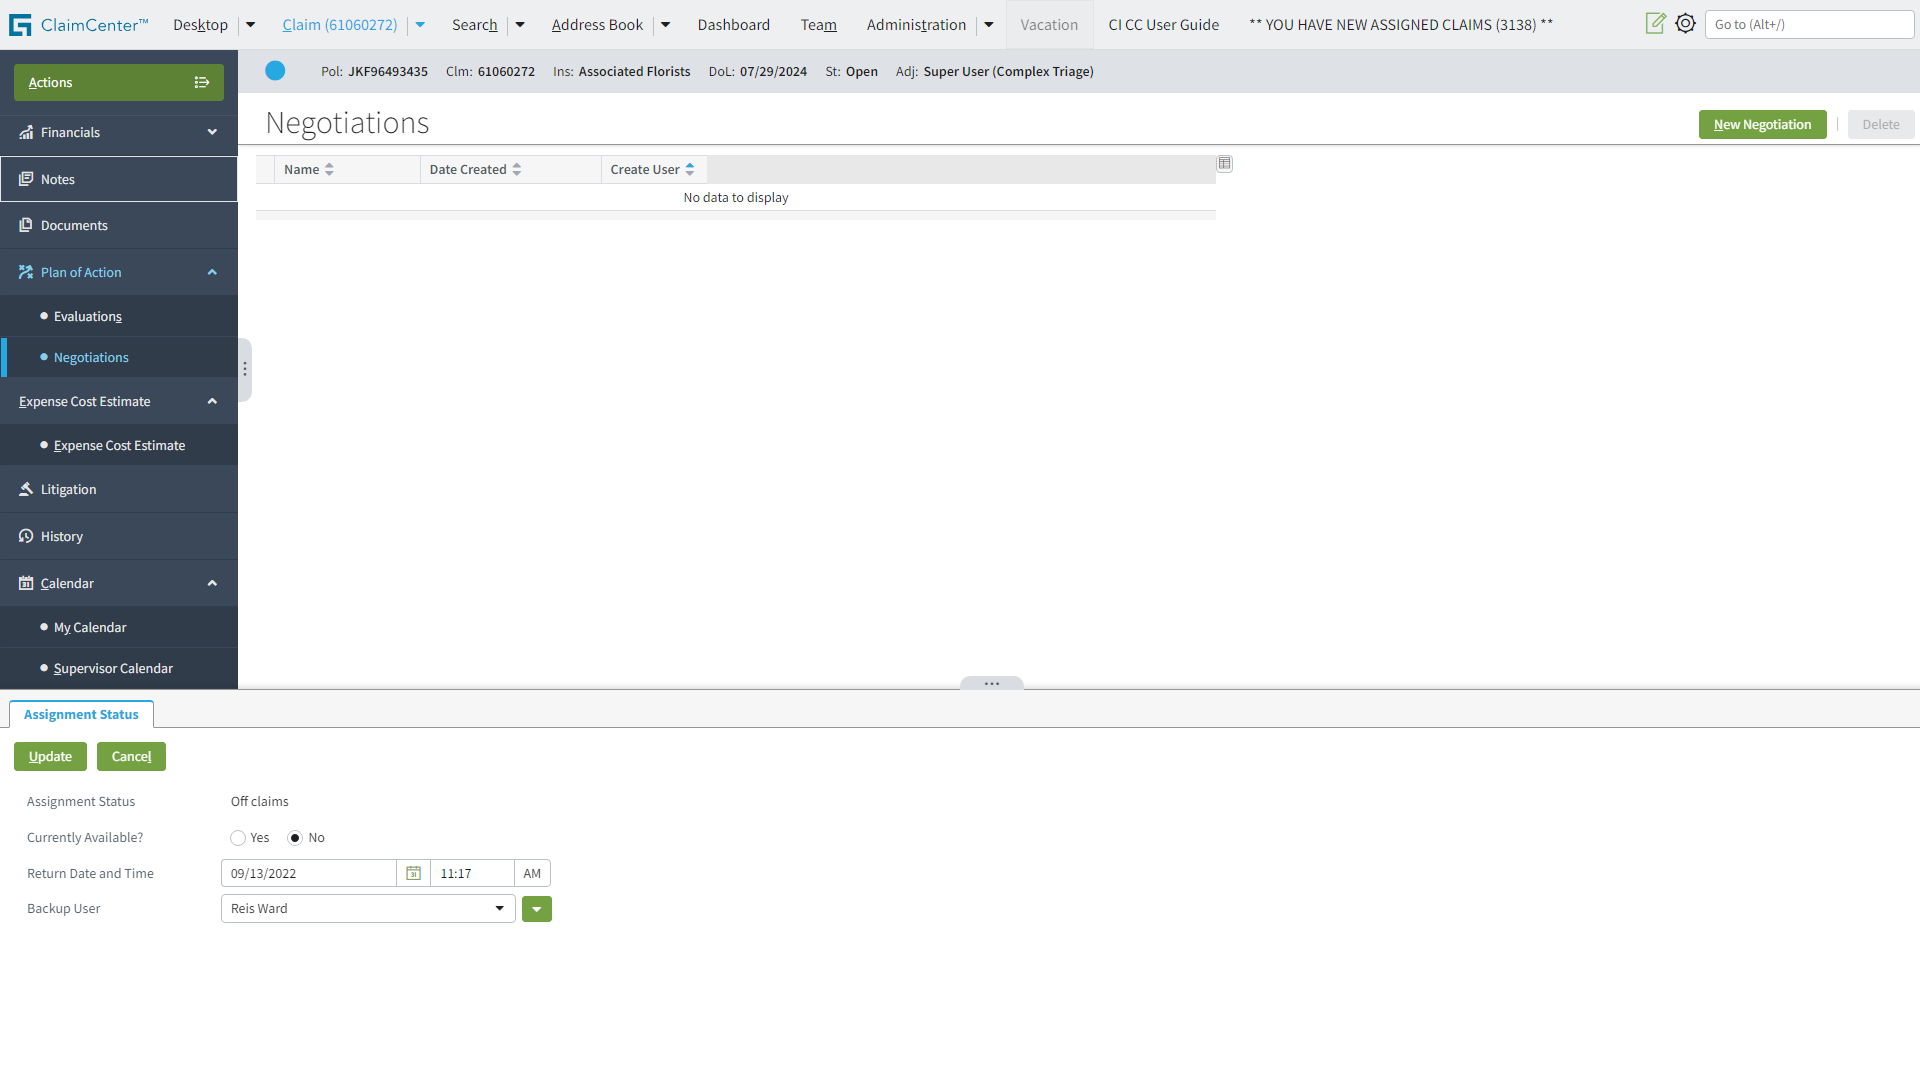 ClaimCenter™ Desktop Claim (61060272) Search Address Book Dashboard Team Administration Vacation CI CC User Guide ** YOU HAVE NEW ASSIGNED CLAIMS (3138) ** Go to (Alt+/)
Actions
Pol: JKF96493435 Clm: 61060272 Ins: Associated Florists DoL: 07/29/2024 St: Open Adj: Super User (Complex Triage)
Financials
Notes
Documents
Plan of Action
Evaluations
Negotiations
Expense Cost Estimate
Expense Cost Estimate
Litigation
History
Calendar
My Calendar
Supervisor Calendar
Negotiations
New Negotiation Delete
Name Date Created Create User
No data to display
Assignment Status
Update Cancel
Assignment Status Off claims
Currently Available? Yes No
Return Date and Time 09/13/2022 31 11:17 AM
Backup User Reis Ward